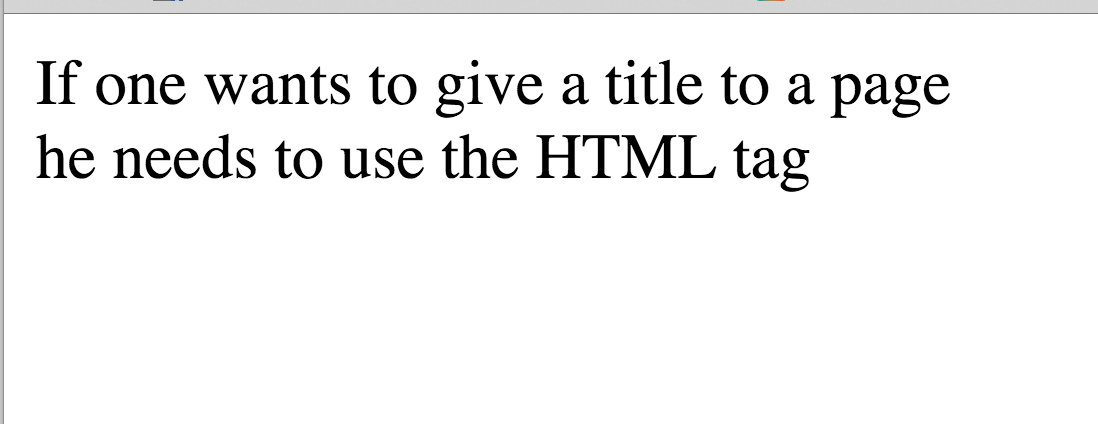 If one wants to give a title to a page
he needs to use the HTML tag